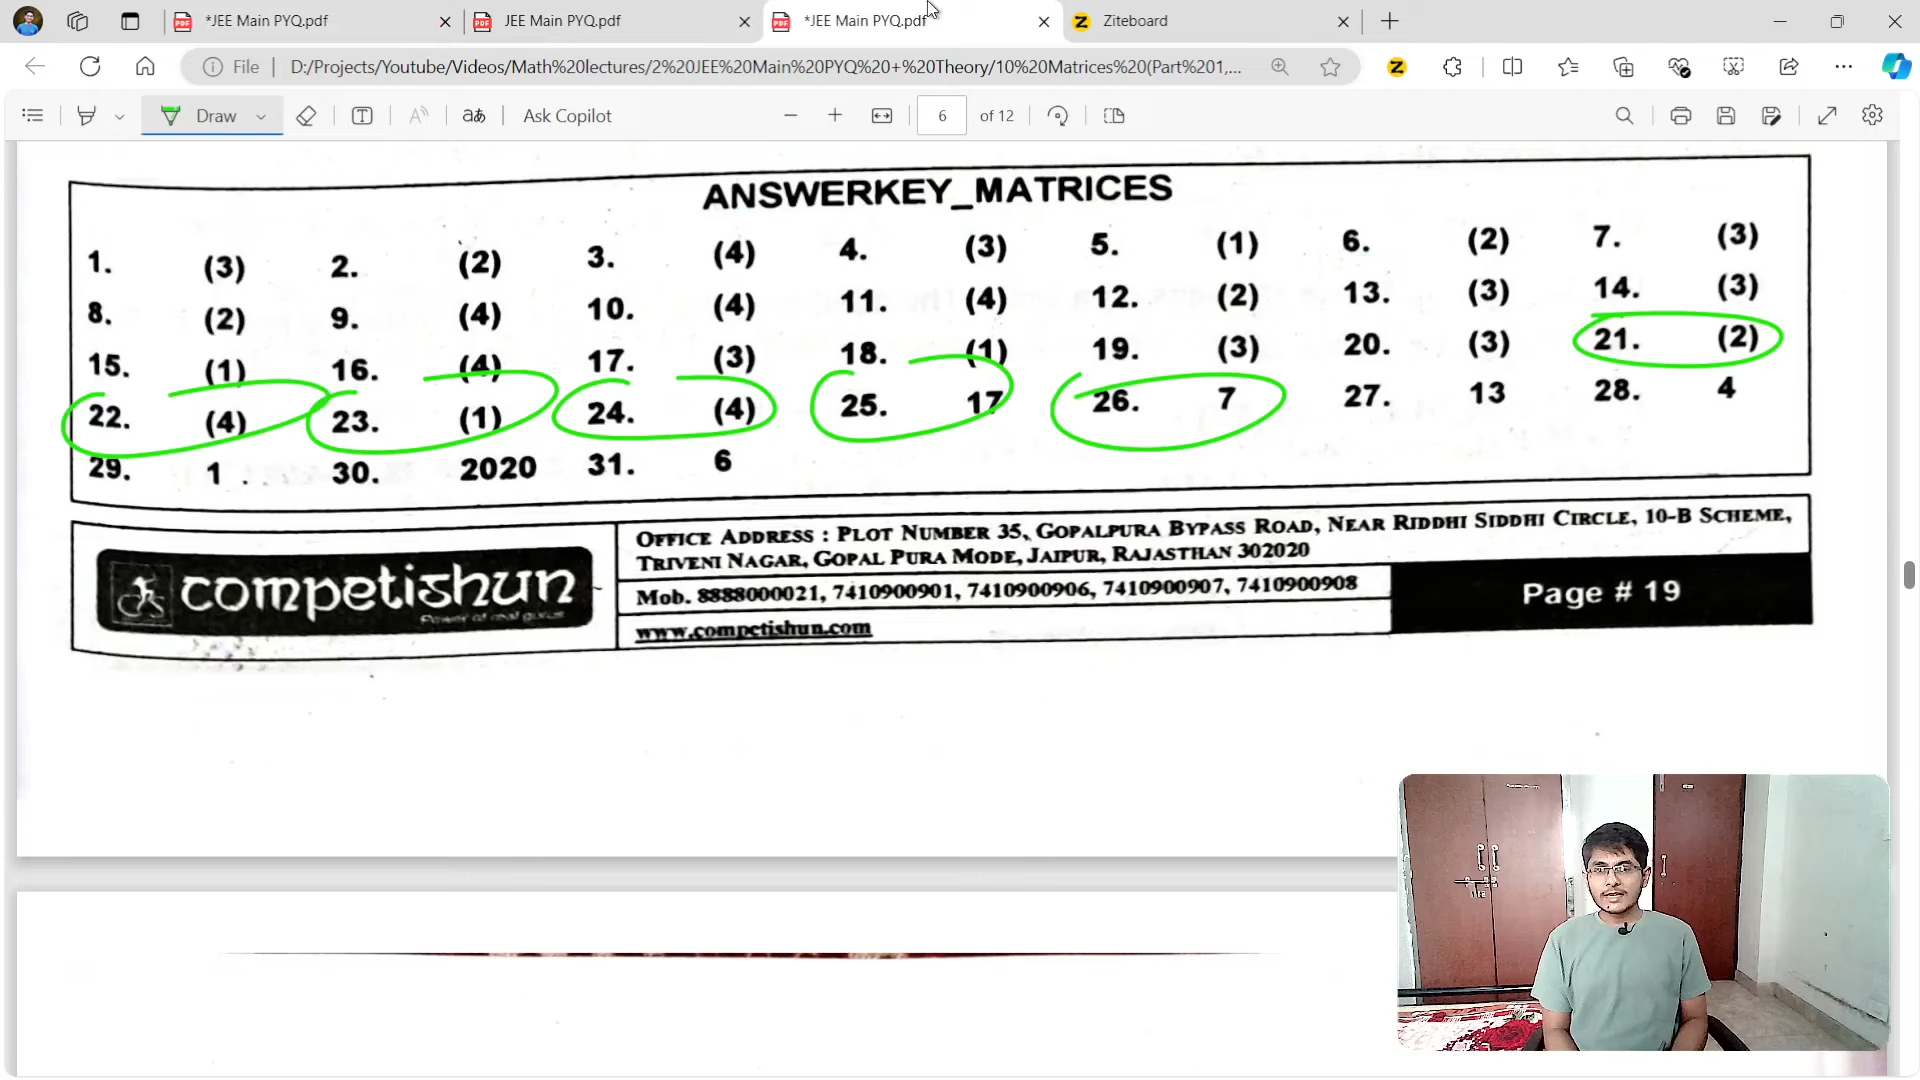 *JEE Main PYQ.pdf
JEE Main PYQ.pdf
*JEE Main PYQ.pdf
Ziteboard
File
D:/Projects/Youtube/Videos/Math%20lectures/2%20JEE%20Main%20PYQ%20+%20Theory/10%20Matrices%20(Part%201,...
Draw
Ask Copilot
6 of 12
ANSWERKEY_MATRICES
1. (3) 2. (2) 3. (4) 4. (3) 5. (1) 6. (2) 7. (3)
8. (2) 9. (4) 10. (4) 11. (4) 12. (2) 13. (3) 14. (3)
15. (1) 16. (4) 17. (3) 18. (1) 19. (3) 20. (3) 21. (2)
22. (4) 23. (1) 24. (4) 25. 17 26. 7 27. 13 28. 4
29. 1 30. 2020 31. 6
competishun
OFFICE ADDRESS : PLOT NUMBER 35, GOPALPURA BYPASS ROAD, NEAR RIDDHI SIDDHI CIRCLE, 10-B SCHEME,
TRIVENI NAGAR, GOPAL PURA MODE, JAIPUR, RAJASTHAN 302020
Mob. 8888000021, 7410900901, 7410900906, 7410900907, 7410900908
www.competishun.com
Page # 19